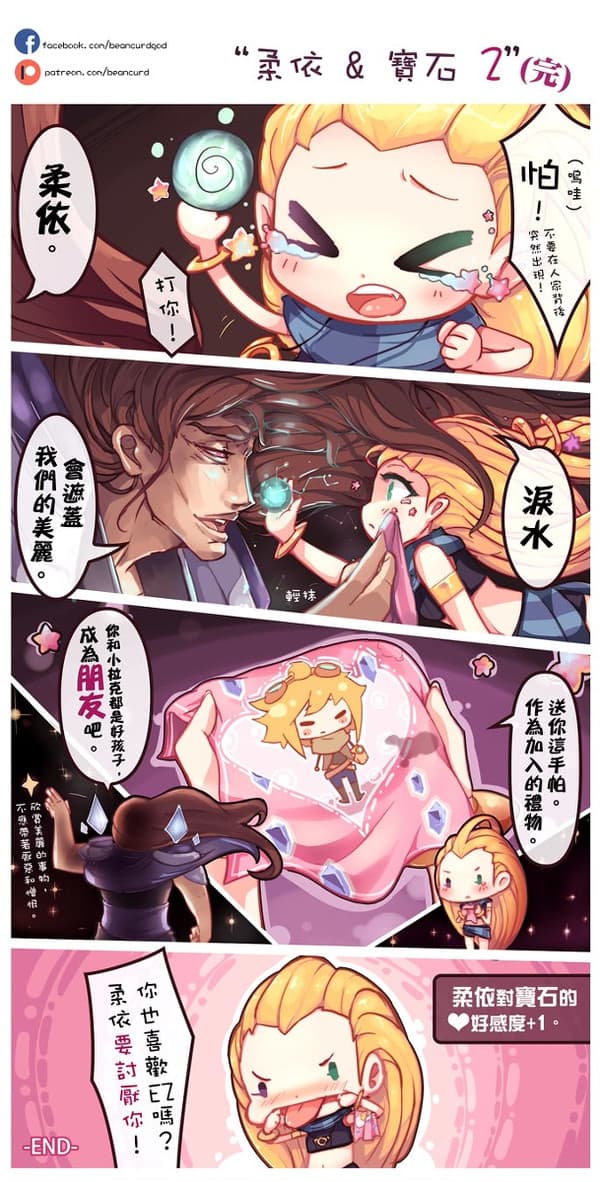 facebook.com/beancurdgod
patreon.com/beancurd
“柔依 & 寶石 2”(完)
(嗚哇)
怕！
不要在人家背後
突然出現！
打你！
柔依。
淚水
會遮蓋
我們的美麗。
輕抹
送你這手帕。
作為加入的禮物。
你和小拉克都是好孩子，
成為朋友吧。
欣賞美麗的事物，
不應帶著厭惡和憎恨。
柔依對寶石的
❤好感度+1。
你也喜歡EZ嗎？
柔依要討厭你！
-END-